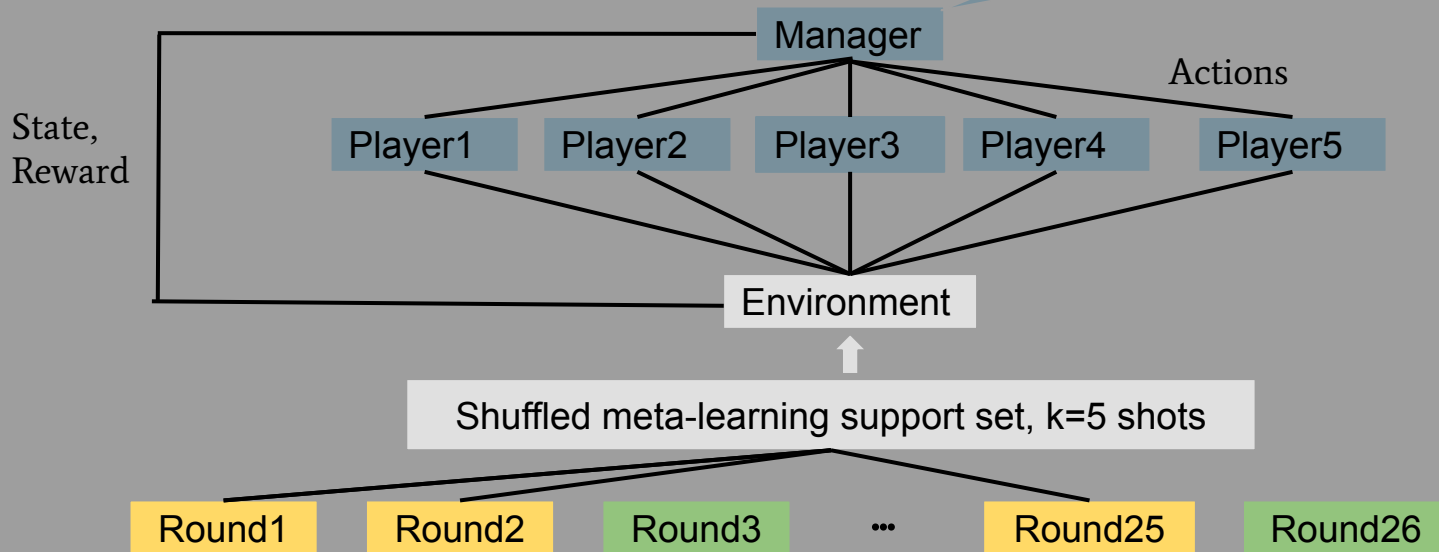 Manager
Actions
State,
Reward
Player1
Player2
Player3
Player4
Player5
Environment
Shuffled meta-learning support set, k=5 shots
Round1
Round2
Round3
...
Round25
Round26